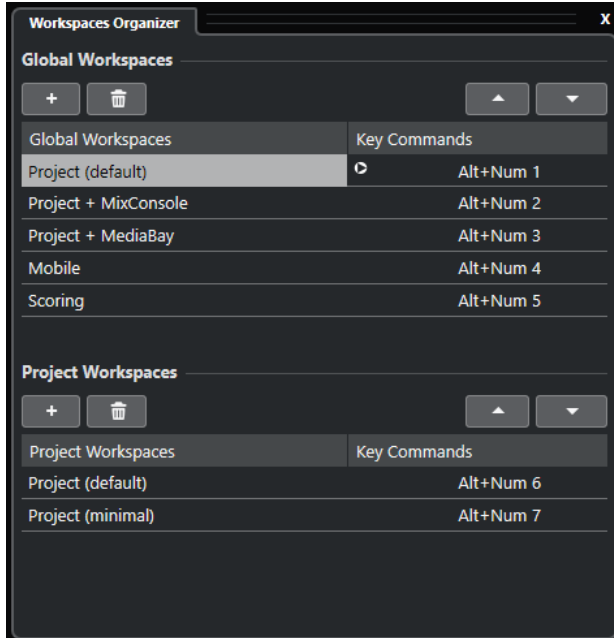 Workspaces Organizer X
Global Workspaces
+
Global Workspaces Key Commands
Project (default) Alt+Num 1
Project + MixConsole Alt+Num 2
Project + MediaBay Alt+Num 3
Mobile Alt+Num 4
Scoring Alt+Num 5
Project Workspaces
+
Project Workspaces Key Commands
Project (default) Alt+Num 6
Project (minimal) Alt+Num 7